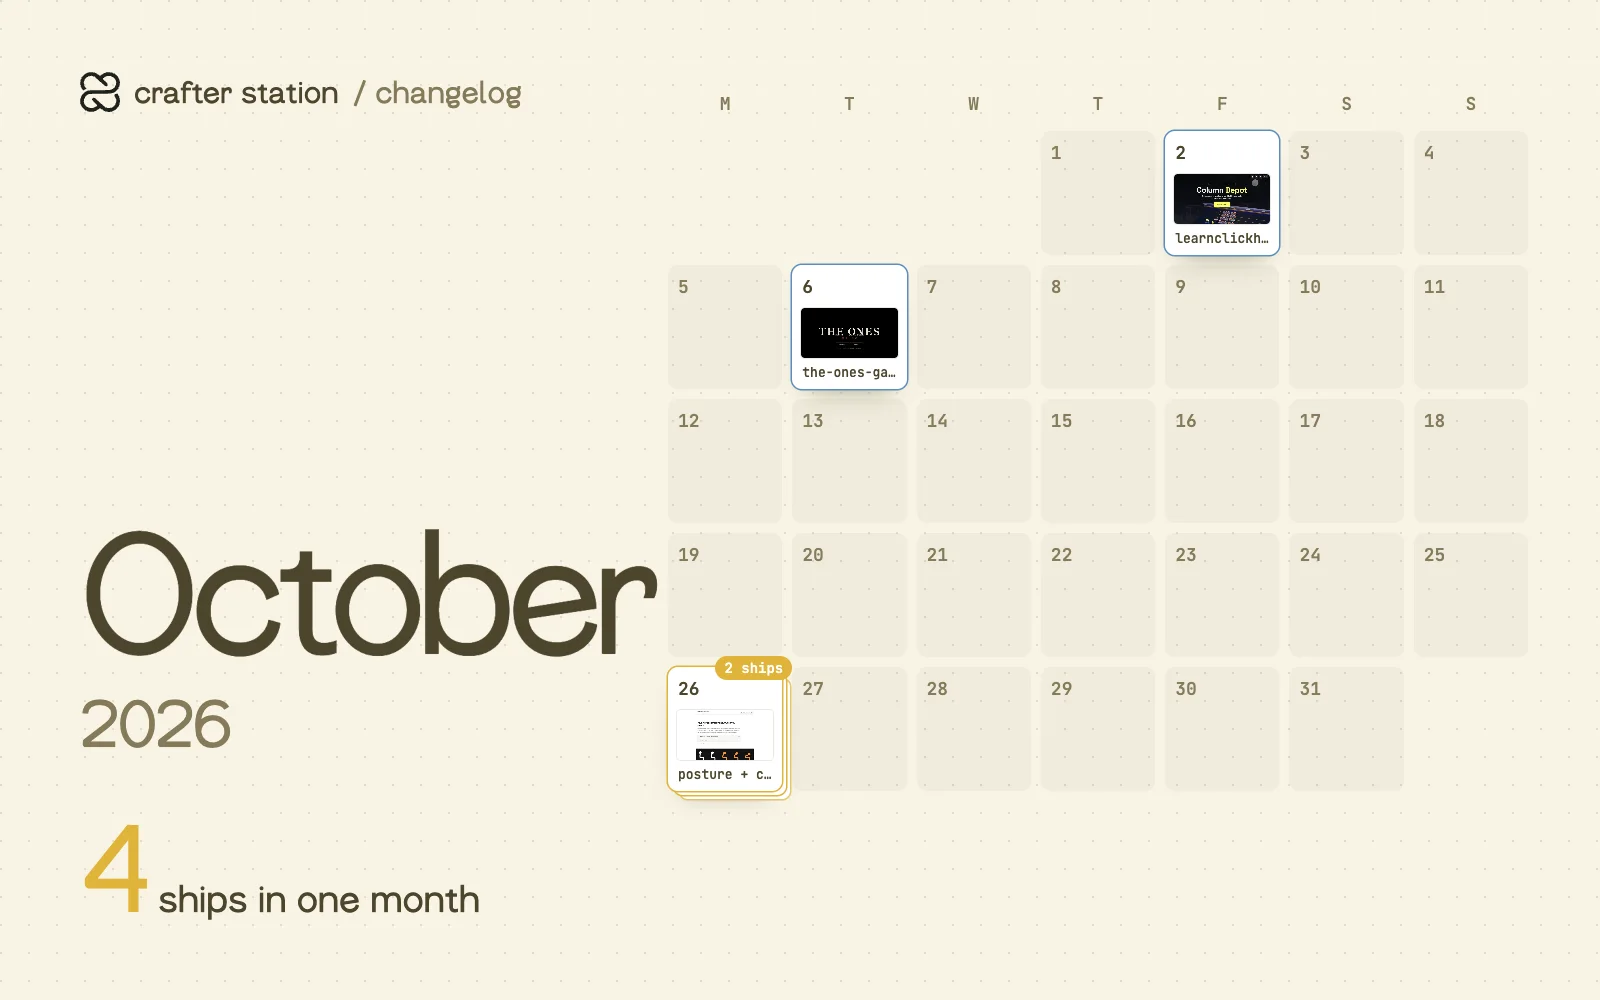 crafter station / changelog
M T W T F S S
1 2 3 4
Column Depot
learnclickh…
5 6 7 8 9 10 11
THE ONES
the-ones-ga…
12 13 14 15 16 17 18
October
19 20 21 22 23 24 25
2 ships
26 27 28 29 30 31
posture + c…
2026
4 ships in one month